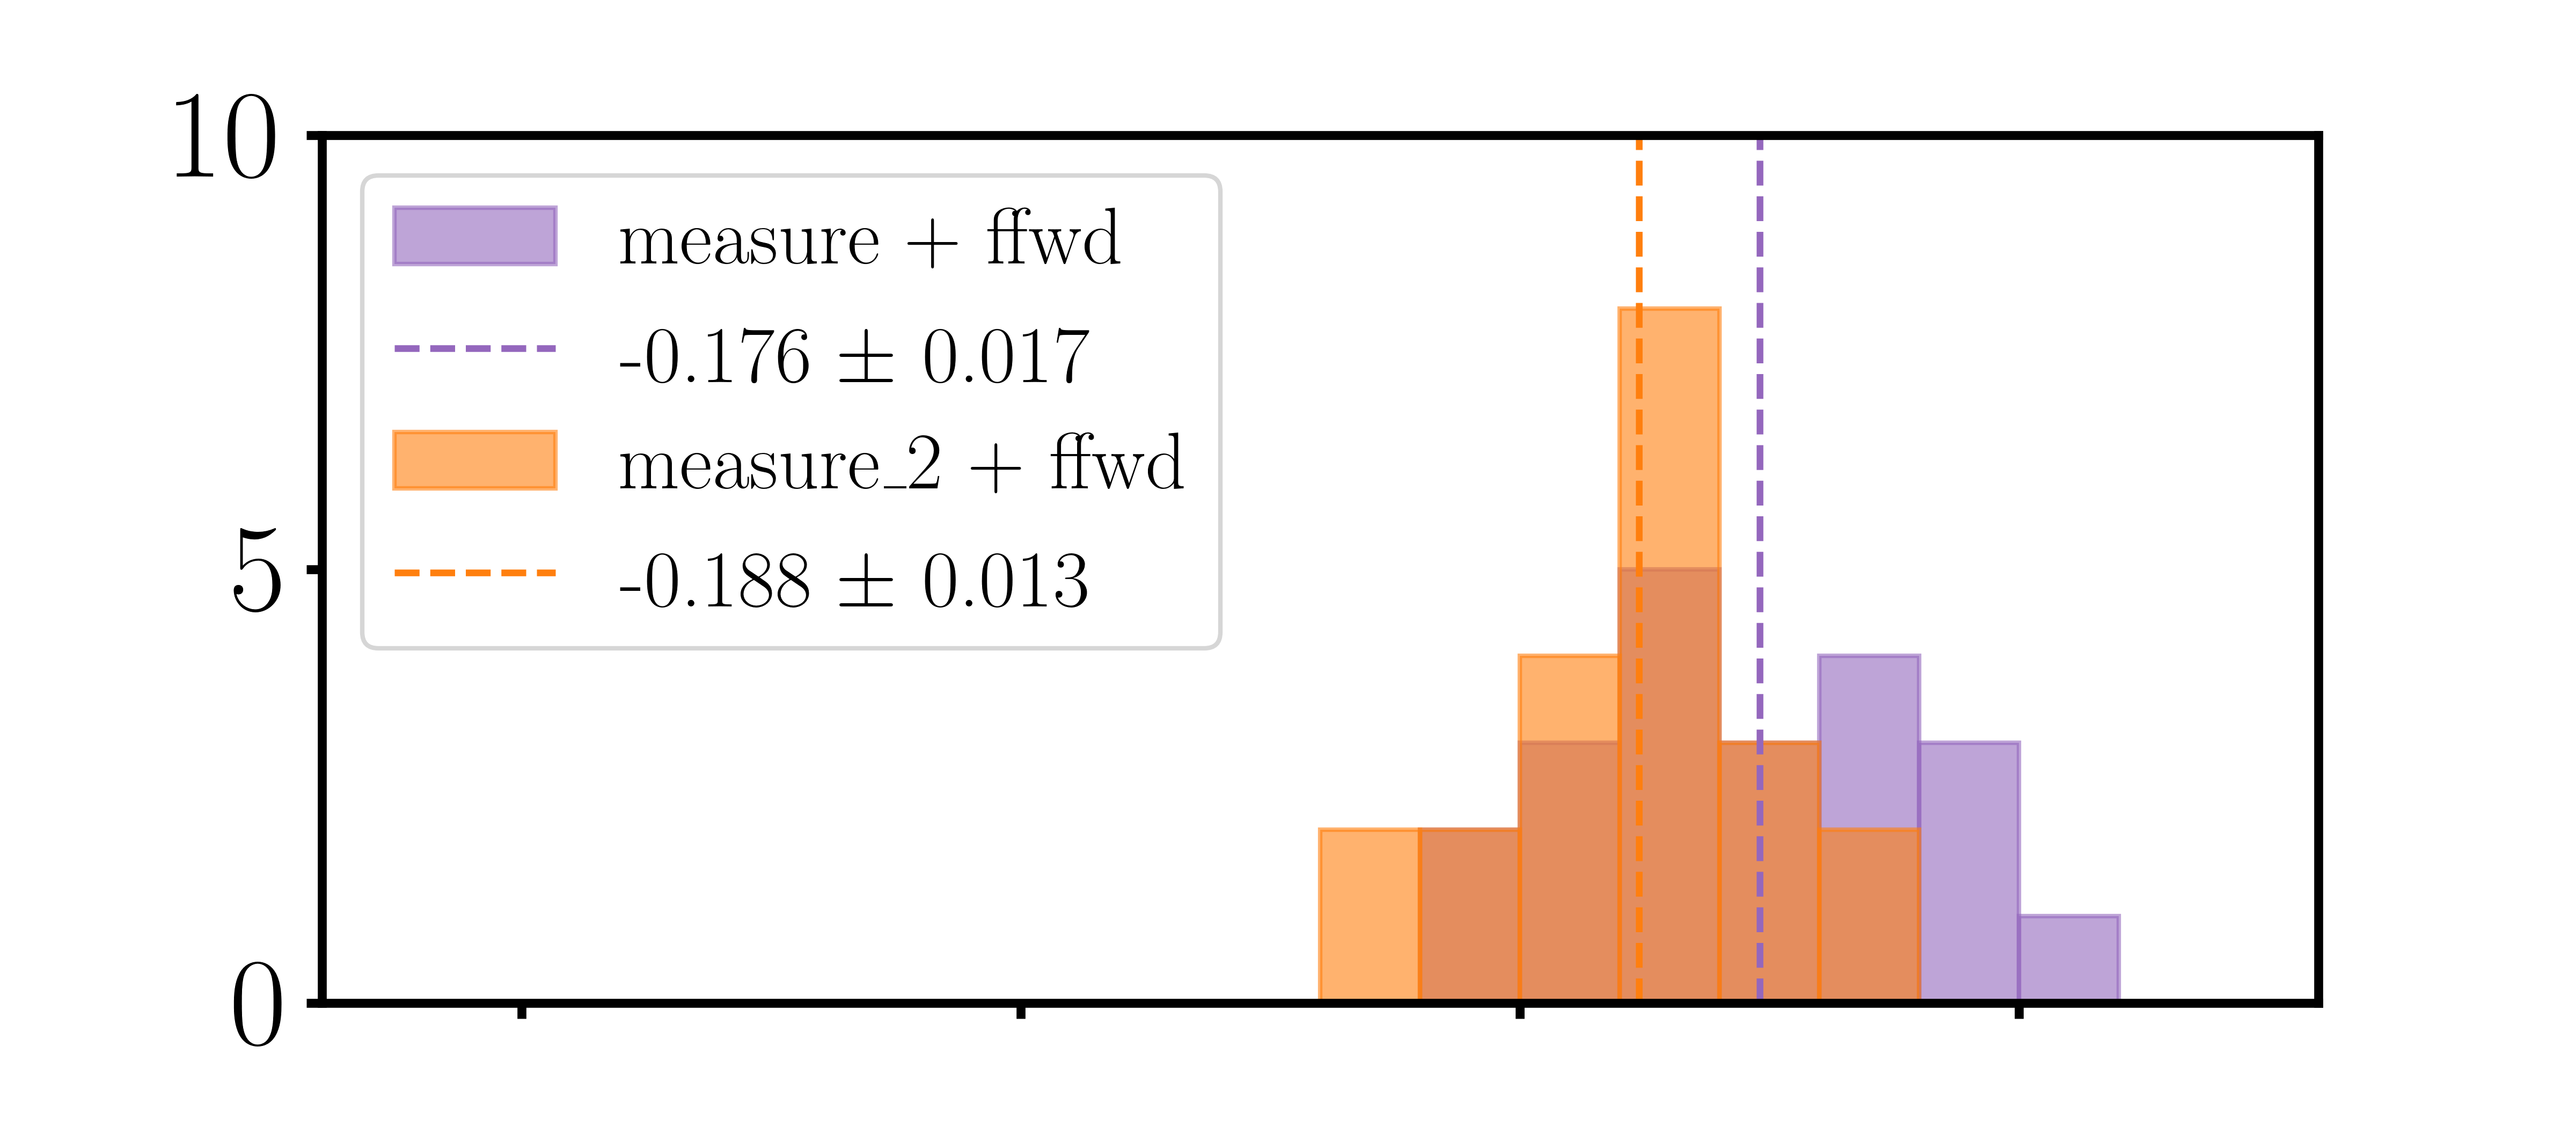 10
5
0
measure + ffwd
-0.176 ± 0.017
measure_2 + ffwd
-0.188 ± 0.013